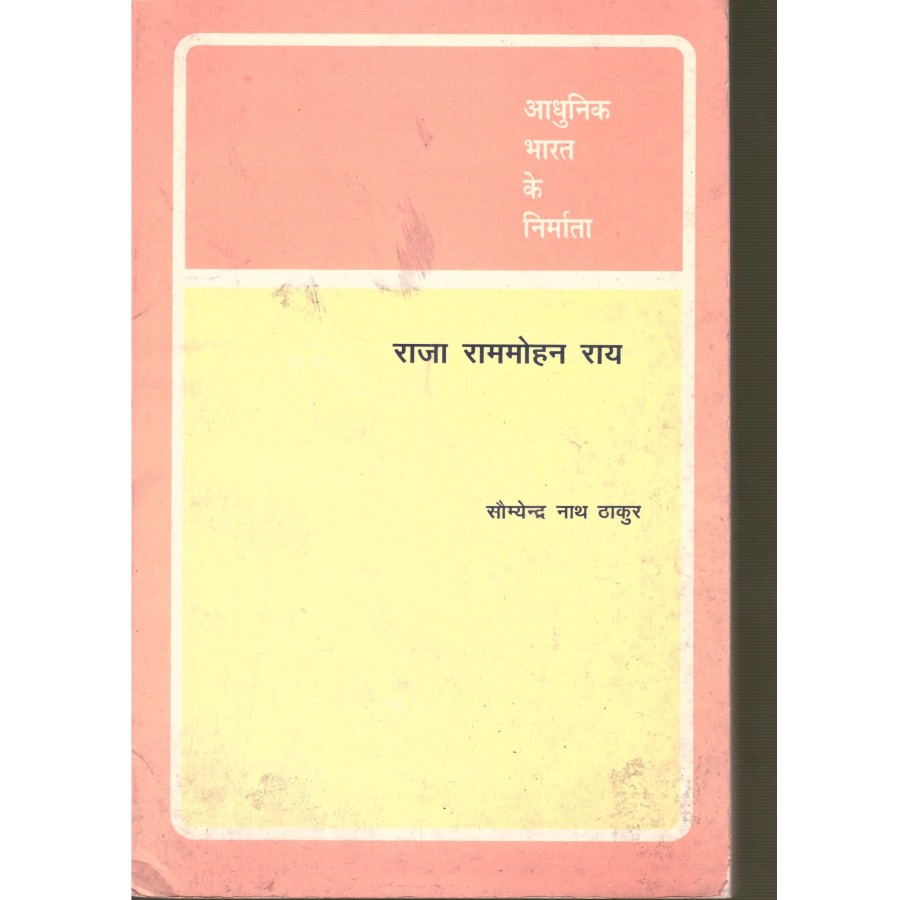 आधुनिक
भारत
के
निर्माता
राजा राममोहन राय
सौम्येन्द्र नाथ ठाकुर